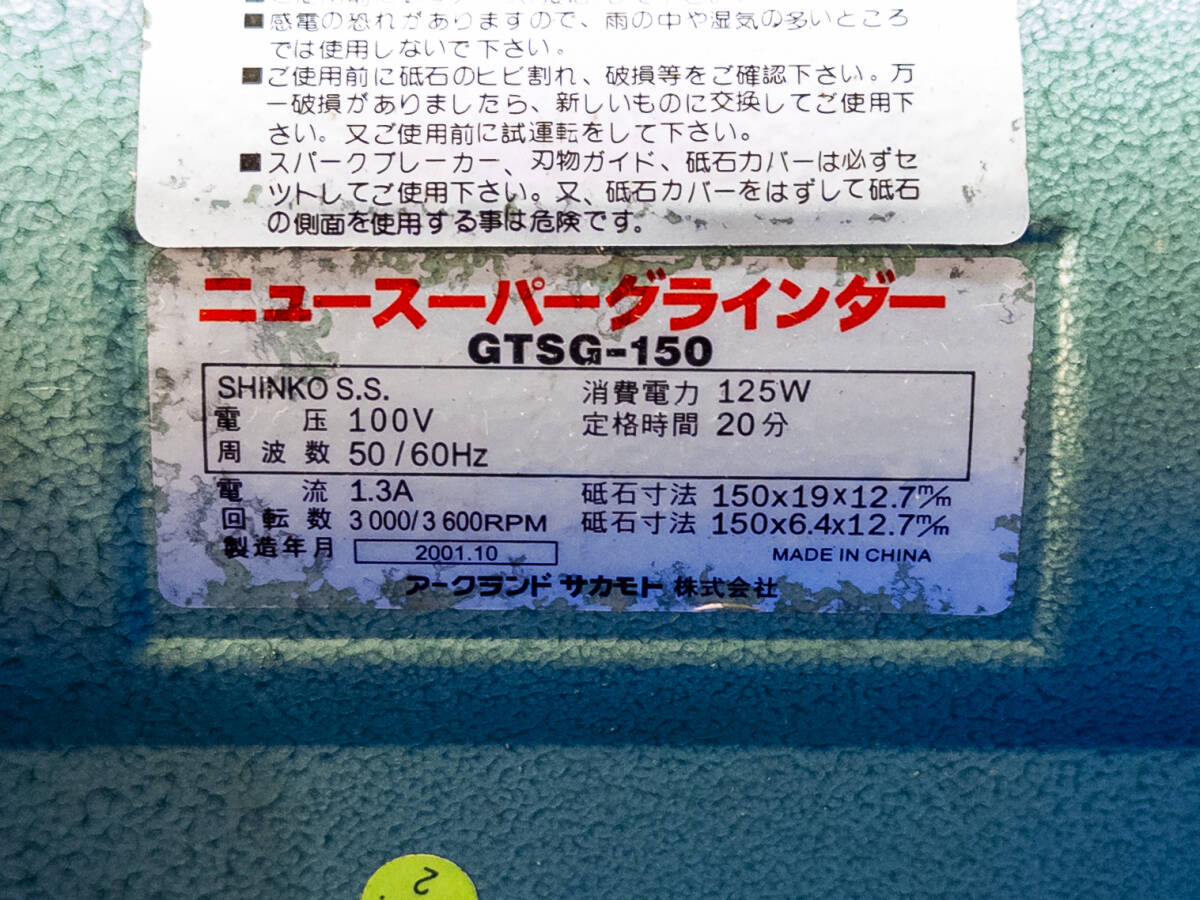 ■感電の恐れがありますので、雨の中や湿気の多いところ
では使用しないで下さい。
■ご使用前に砥石のヒビ割れ、破損等をご確認下さい。万
一破損がありましたら、新しいものに交換してご使用下
さい。又ご使用前に試運転をして下さい。
■スパークブレーカー、刃物ガイド、砥石カバーは必ずセ
ットしてご使用下さい。又、砥石カバーをはずして砥石
の側面を使用する事は危険です。
ニュースーパーグラインダー
GTSG-150
SHINKO S.S. 消費電力 125W
電圧 100V 定格時間 20分
周波数 50/60Hz
電流 1.3A 砥石寸法 150x19x12.7m/m
回転数 3000/3600RPM 砥石寸法 150x6.4x12.7m/m
製造年月 2001.10 MADE IN CHINA
アークランド サカモト 株式会社
2